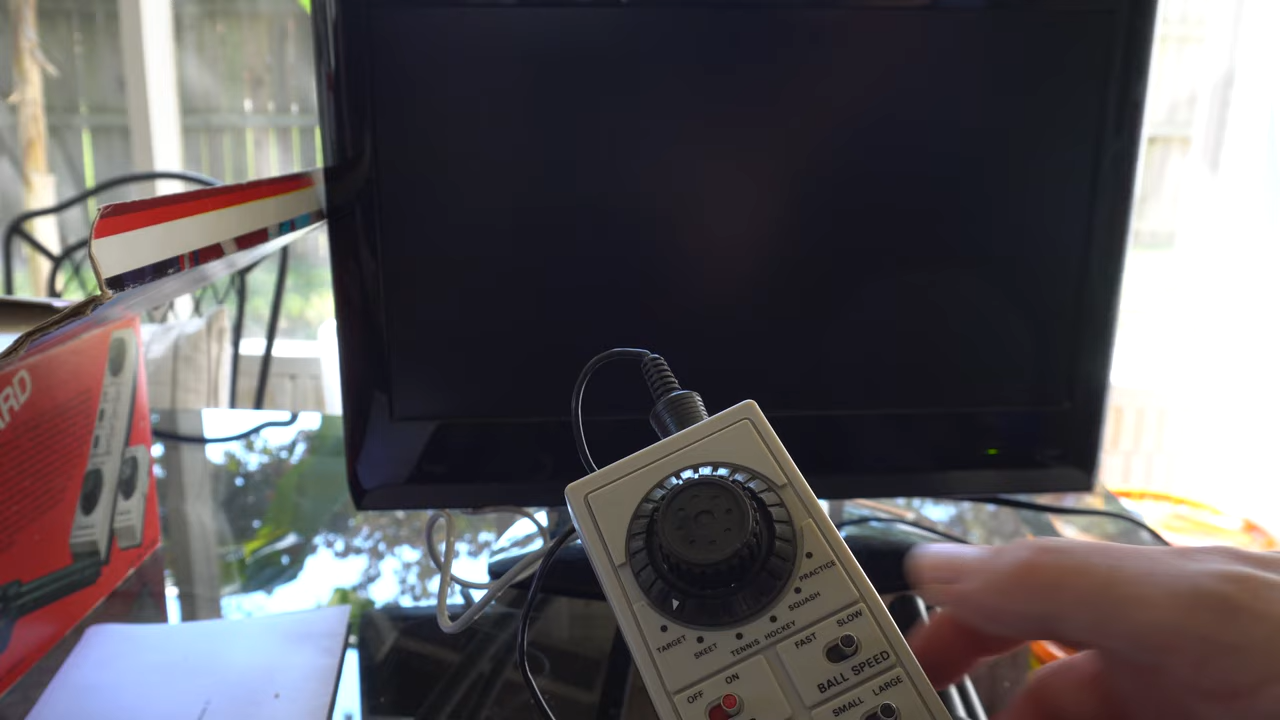 ARD
PRACTICE
SQUASH
HOCKEY
TENNIS
SKEET
TARGET
FAST SLOW
BALL SPEED
OFF ON
SMALL LARGE